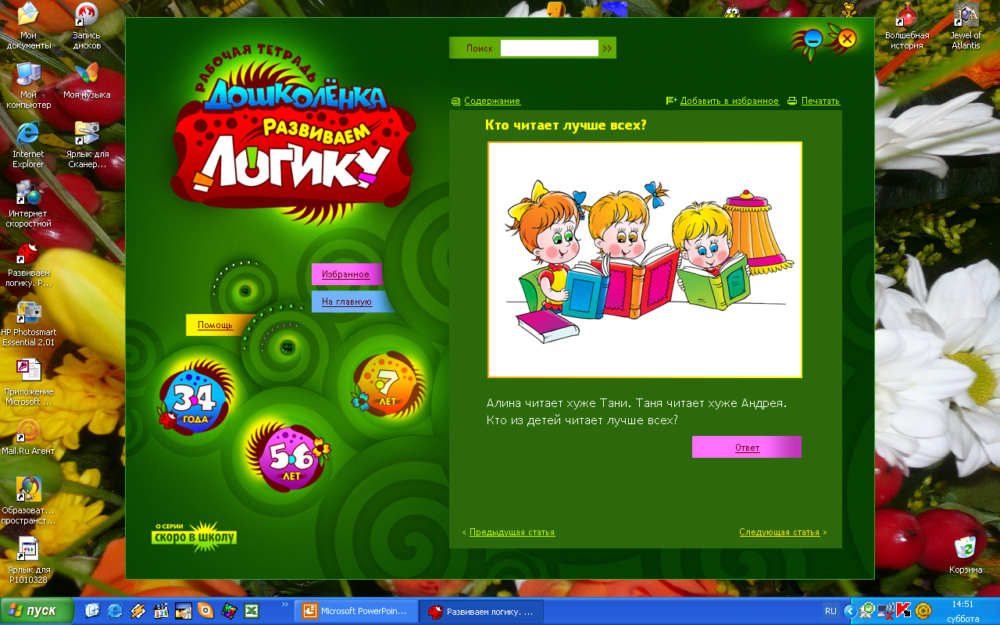 Мои документы
Запись дисков
Мой компьютер
Моя музыка
Internet Explorer
Ярлык для Сканер...
Интернет скоростной
Развиваем логику. Р...
HP Photosmart Essential 2.01
Приложение Microsoft ...
Mail.Ru Агент
Образоват... пространст...
Ярлык для P1010328
Волшебная история
Jewel of Atlantis
Корзина
РАБОЧАЯ ТЕТРАДЬ
ДОШКОЛЁНКА
РАЗВИВАЕМ
ЛОГИКУ
Избранное
На главную
Помощь
3-4
ГОДА
7
ЛЕТ
5-6
ЛЕТ
О СЕРИИ
СКОРО В ШКОЛУ
Поиск
>>
Содержание
Добавить в избранное
Печатать
Кто читает лучше всех?
Алина читает хуже Тани. Таня читает хуже Андрея.
Кто из детей читает лучше всех?
Ответ
< Предыдущая статья
Следующая статья >
пуск
Microsoft PowerPoin...
Развиваем логику. ...
RU
14:51
суббота